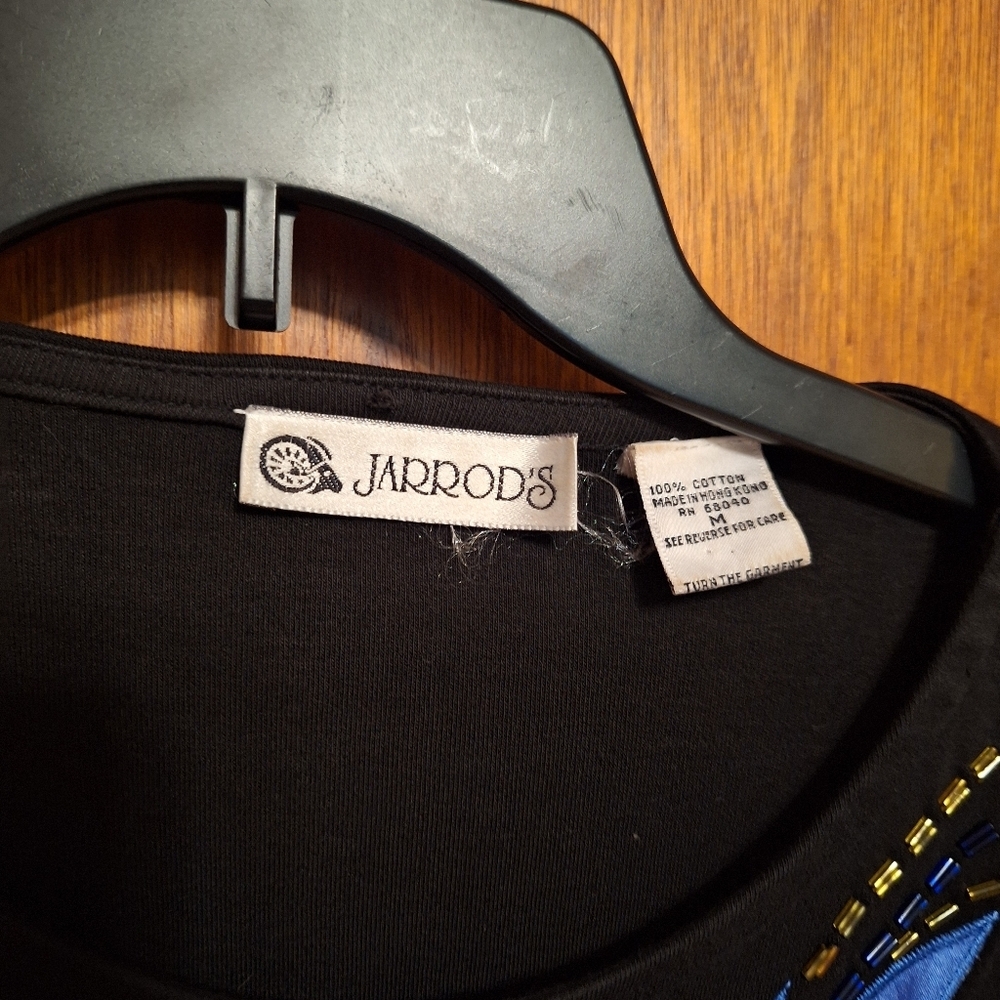 JARROD'S
100% COTTON
MADE IN HONG KONG
RN 68040
M
SEE REVERSE FOR CARE
TURN THE GARMENT